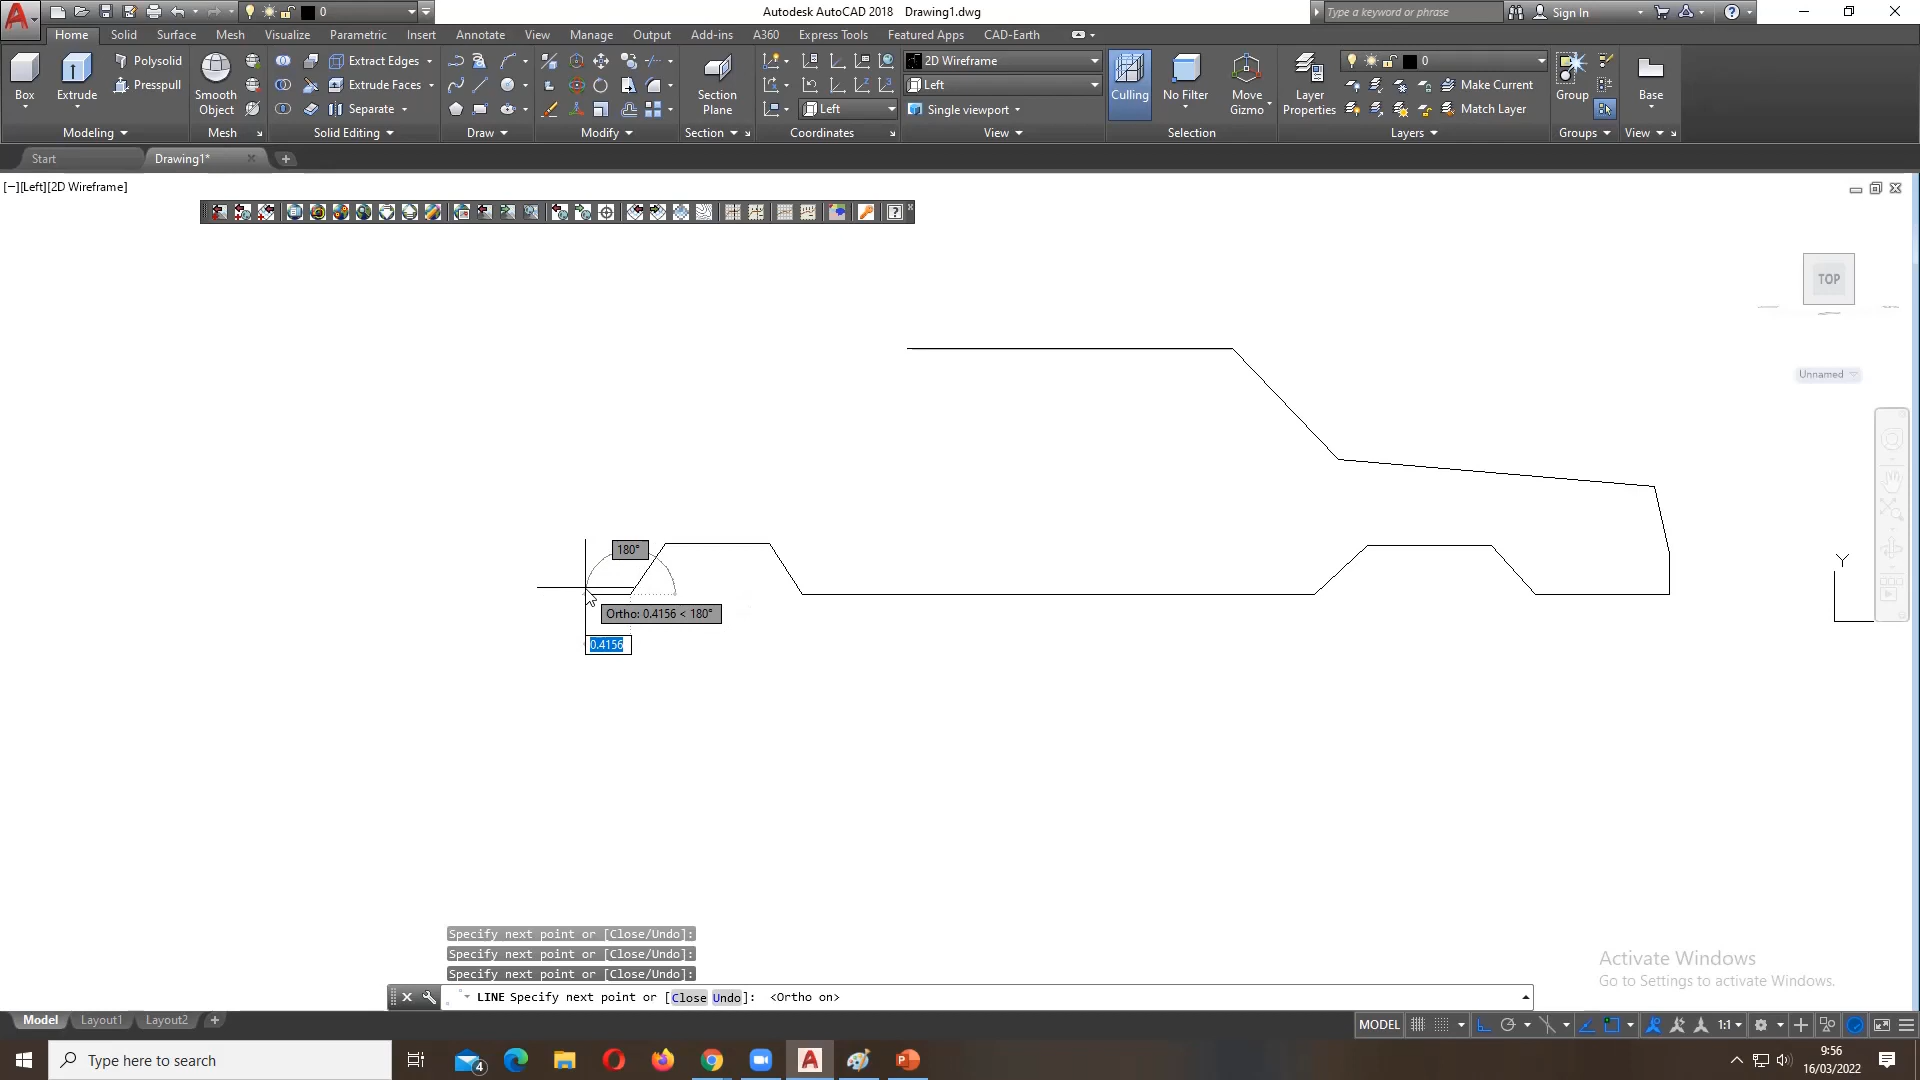 Autodesk AutoCAD 2018 Drawing1.dwg
Type a keyword or phrase
Sign In
0
Home Solid Surface Mesh Visualize Parametric Insert Annotate View Manage Output Add-ins A360 Express Tools Featured Apps CAD-Earth
Box
Extrude
Polysolid
Presspull
Modeling
Smooth
Object
Mesh
Extract Edges
Extrude Faces
Separate
Solid Editing
Draw
Modify
Section
Plane
Section
Left
Coordinates
2D Wireframe
Left
Single viewport
View
Culling
No Filter
Move
Gizmo
Selection
Layer
Properties
0
Make Current
Match Layer
Layers
Group
Groups
Base
View
Start
Drawing1*
[−][Left][2D Wireframe]
TOP
Unnamed
180°
Ortho: 0.4156 < 180°
0.4156
Y
Specify next point or [Close/Undo]:
Specify next point or [Close/Undo]:
Specify next point or [Close/Undo]:
LINE Specify next point or [Close Undo]: <Ortho on>
Activate Windows
Go to Settings to activate Windows.
Model Layout1 Layout2
MODEL
1:1
Type here to search
4
9:56
16/03/2022